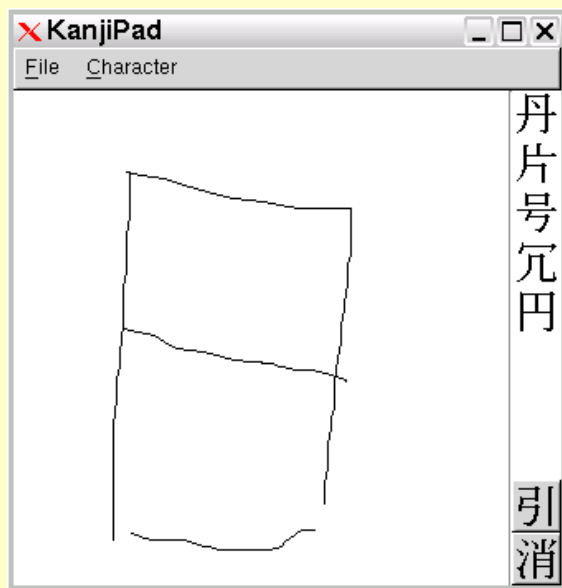 KanjiPad
File Character
丹
片
号
冗
円
引
消